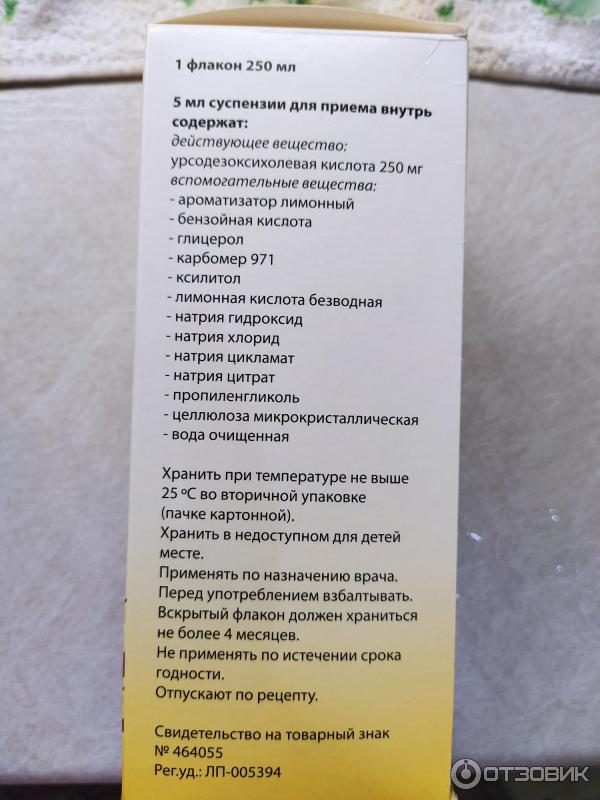 1 флакон 250 мл
5 мл суспензии для приема внутрь
содержат:
действующее вещество:
урсодезоксихолевая кислота 250 мг
вспомогательные вещества:
- ароматизатор лимонный
- бензойная кислота
- глицерол
- карбомер 971
- ксилитол
- лимонная кислота безводная
- натрия гидроксид
- натрия хлорид
- натрия цикламат
- натрия цитрат
- пропиленгликоль
- целлюлоза микрокристаллическая
- вода очищенная
Хранить при температуре не выше
25 ºС во вторичной упаковке
(пачке картонной).
Хранить в недоступном для детей
месте.
Применять по назначению врача.
Перед употреблением взбалтывать.
Вскрытый флакон должен храниться
не более 4 месяцев.
Не применять по истечении срока
годности.
Отпускают по рецепту.
Свидетельство на товарный знак
№ 464055
Рег.уд.: ЛП-005394
ОТЗОВИК